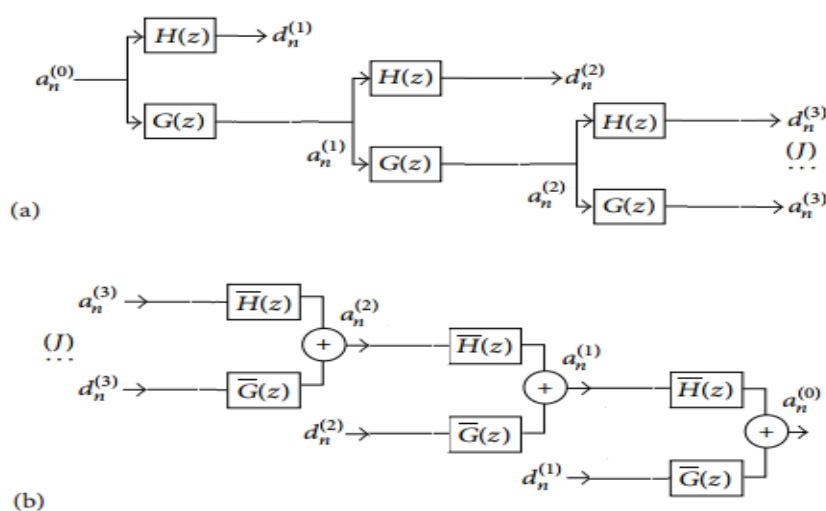 H(z) d_n^(1)
a_n^(0) H(z) d_n^(2)
G(z) H(z) d_n^(3)
a_n^(1) G(z) (J)
...
a_n^(2) G(z) a_n^(3)
(a)
a_n^(3) H̅(z) a_n^(2)
(J) + H̅(z) a_n^(1)
...
d_n^(3) G̅(z) + H̅(z) a_n^(0)
d_n^(2) G̅(z) +
d_n^(1) G̅(z)
(b)